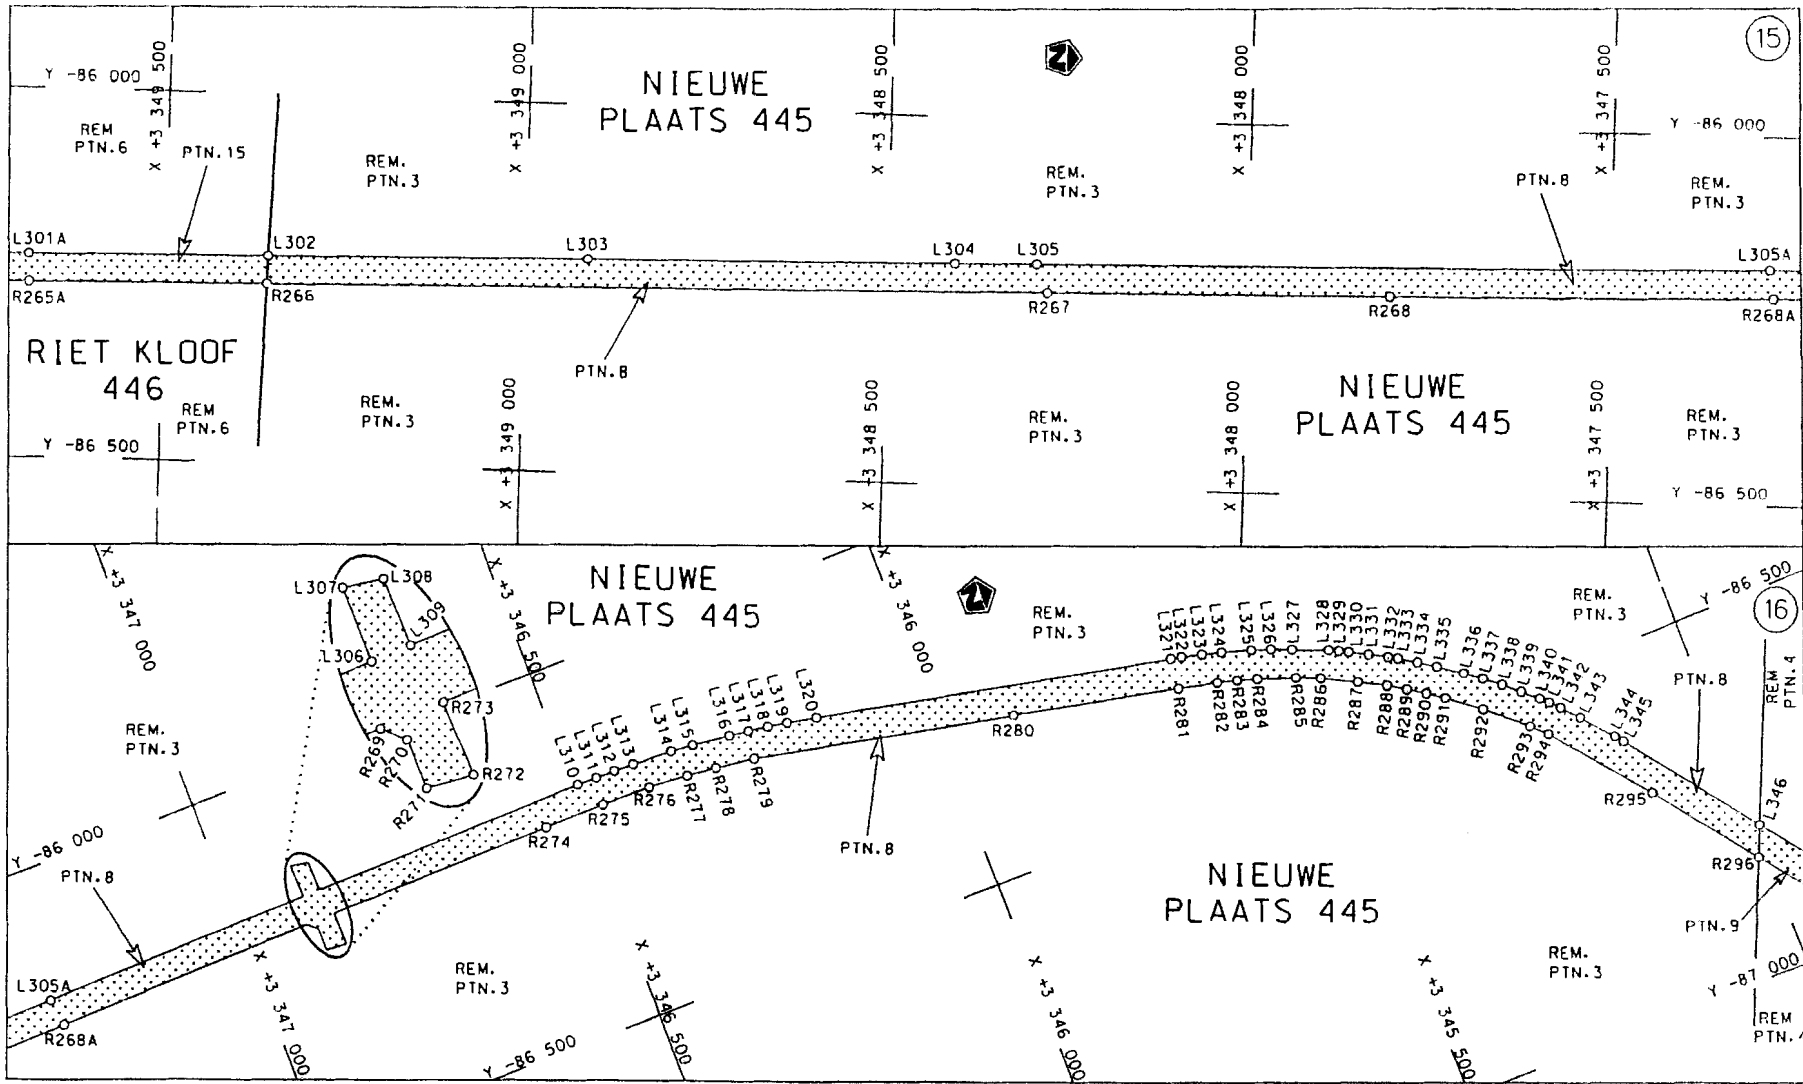 15
Y -86 000
X +3 349 500
X +3 349 000
NIEUWE
PLAATS 445
X +3 348 500
N
X +3 348 000
X +3 347 500
Y -86 000
REM
PTN.6
PTN.15
REM.
PTN.3
REM.
PTN.3
PTN.8
REM.
PTN.3
L301A
L302
L303
L304
L305
L305A
R265A
R266
R267
R268
R268A
RIET KLOOF
446
PTN.8
REM
PTN.6
REM.
PTN.3
X +3 349 000
X +3 348 500
REM.
PTN.3
X +3 348 000
NIEUWE
PLAATS 445
X +3 347 500
REM.
PTN.3
Y -86 500
Y -86 500
X +3 347 000
L307
L308
L309
L306
R273
R269
R270
R271
R272
X +3 346 500
NIEUWE
PLAATS 445
X +3 346 000
N
REM.
PTN.3
REM.
PTN.3
Y -86 500
16
REM.
PTN.3
L310
L311
L312
L313
L314
L315
L316
L317
L318
L319
L320
L321
L322
L323
L324
L325
L326
L327
L328
L329
L330
L331
L332
L333
L334
L335
L336
L337
L338
L339
L340
L341
L342
L343
L344
L345
L346
PTN.8
REM
PTN.4
R274
R275
R276
R277
R278
R279
R280
R281
R282
R283
R284
R285
R286
R287
R288
R289
R290
R291
R292
R293
R294
R295
R296
Y -86 000
PTN.8
PTN.8
NIEUWE
PLAATS 445
PTN.9
L305A
R268A
X +3 347 000
REM.
PTN.3
Y -86 500
X +3 346 500
X +3 346 000
X +3 345 500
REM.
PTN.3
Y -87 000
REM
PTN.4